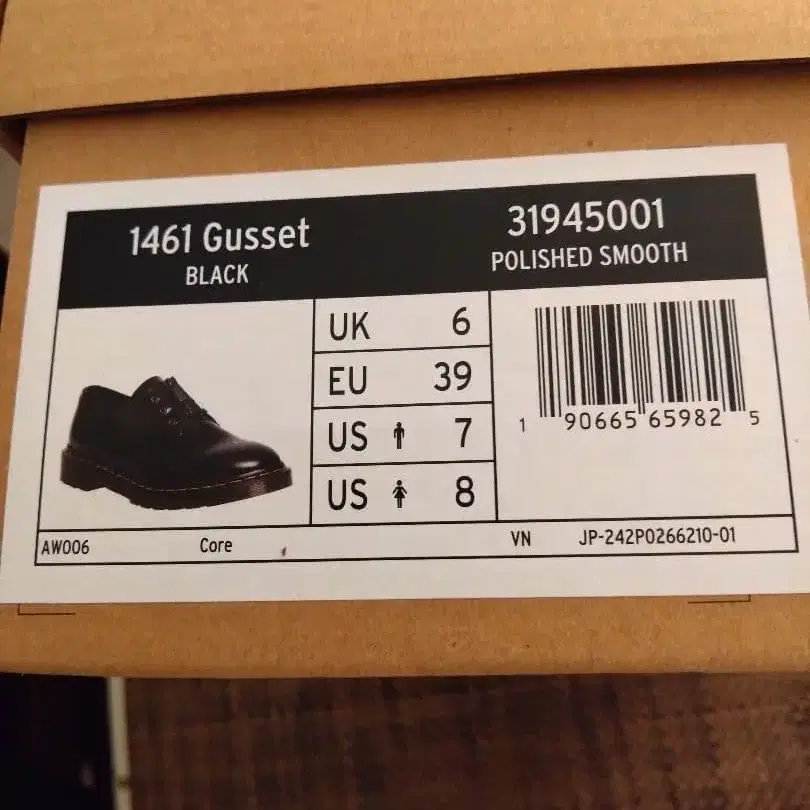 1461 Gusset
BLACK
31945001
POLISHED SMOOTH
UK 6
EU 39
US 7
US 8
1 90665 65982 5
AW006 Core VN JP-242P0266210-01